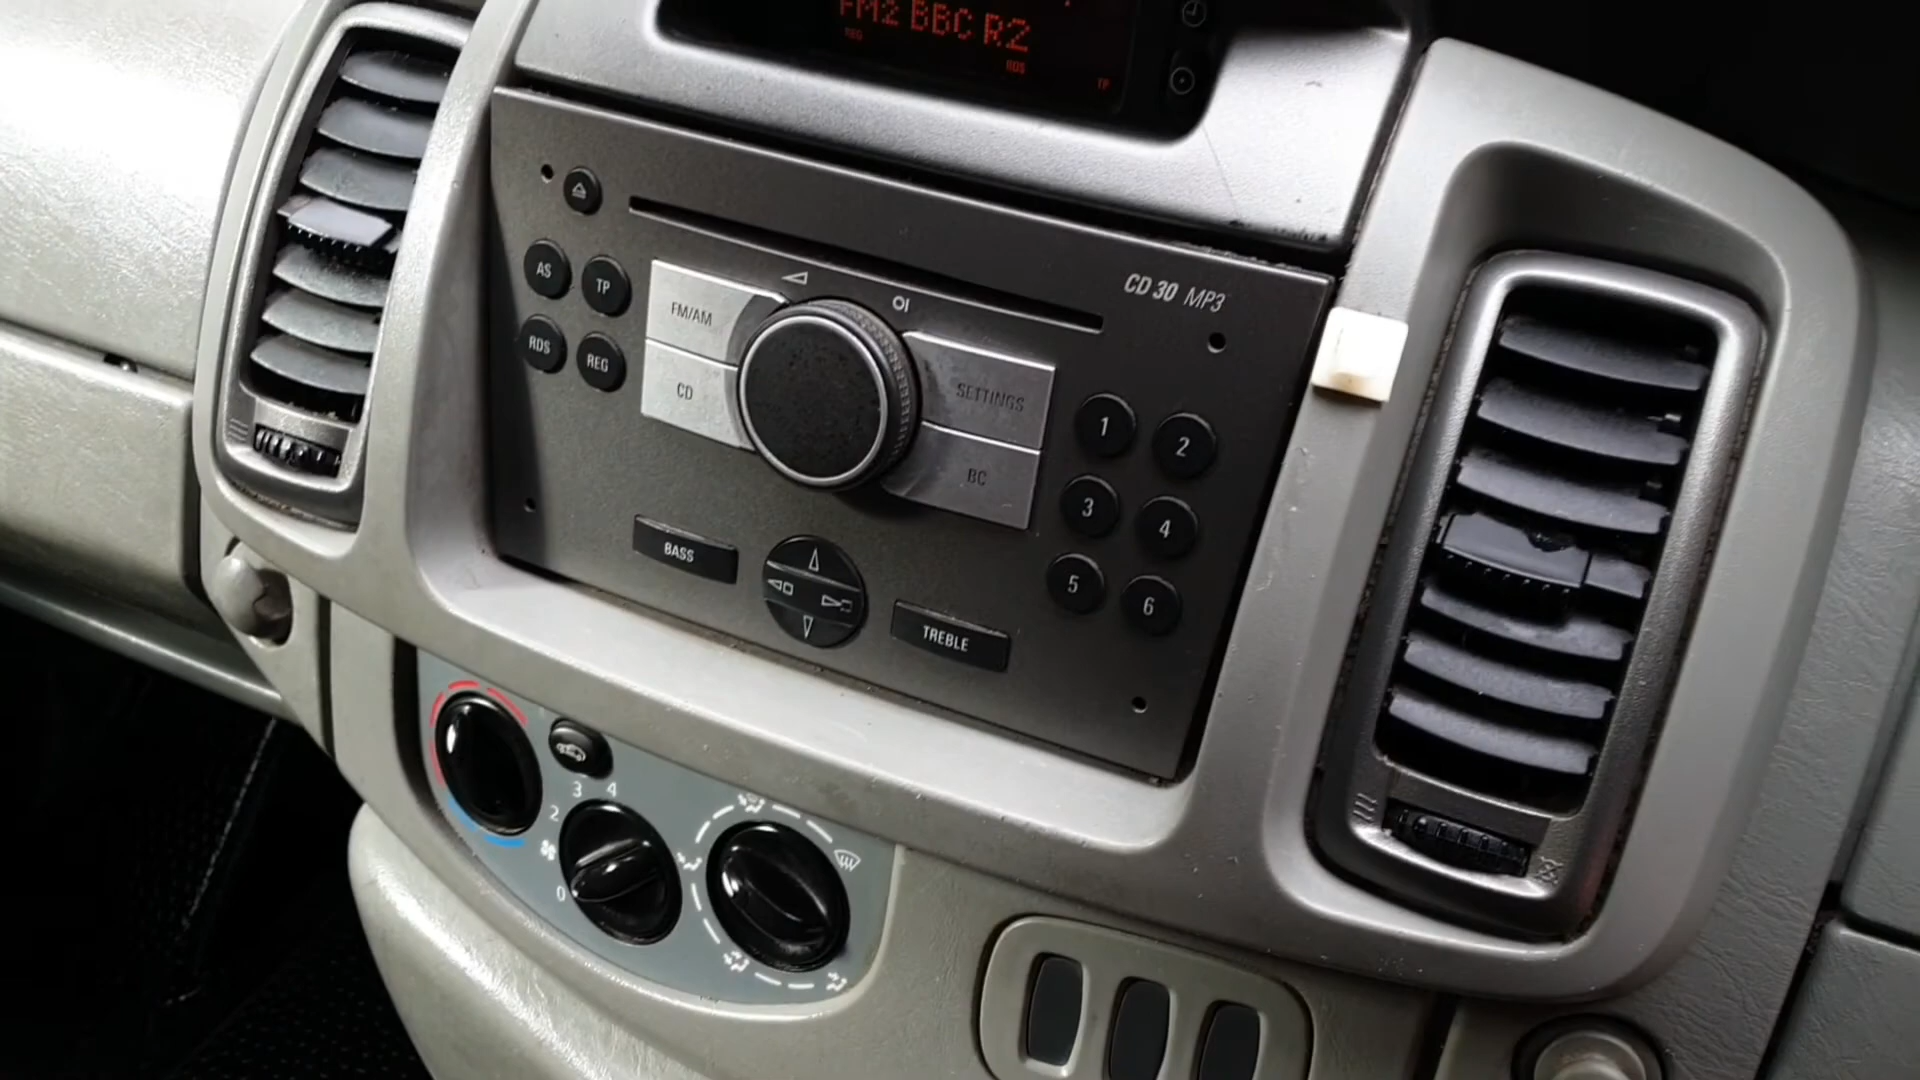 FM2 BBC R2
REG
RDS
TP
CD 30 MP3
AS
TP
RDS
REG
FM/AM
CD
SETTINGS
BC
1
2
3
4
5
6
BASS
TREBLE
0
2
3
4